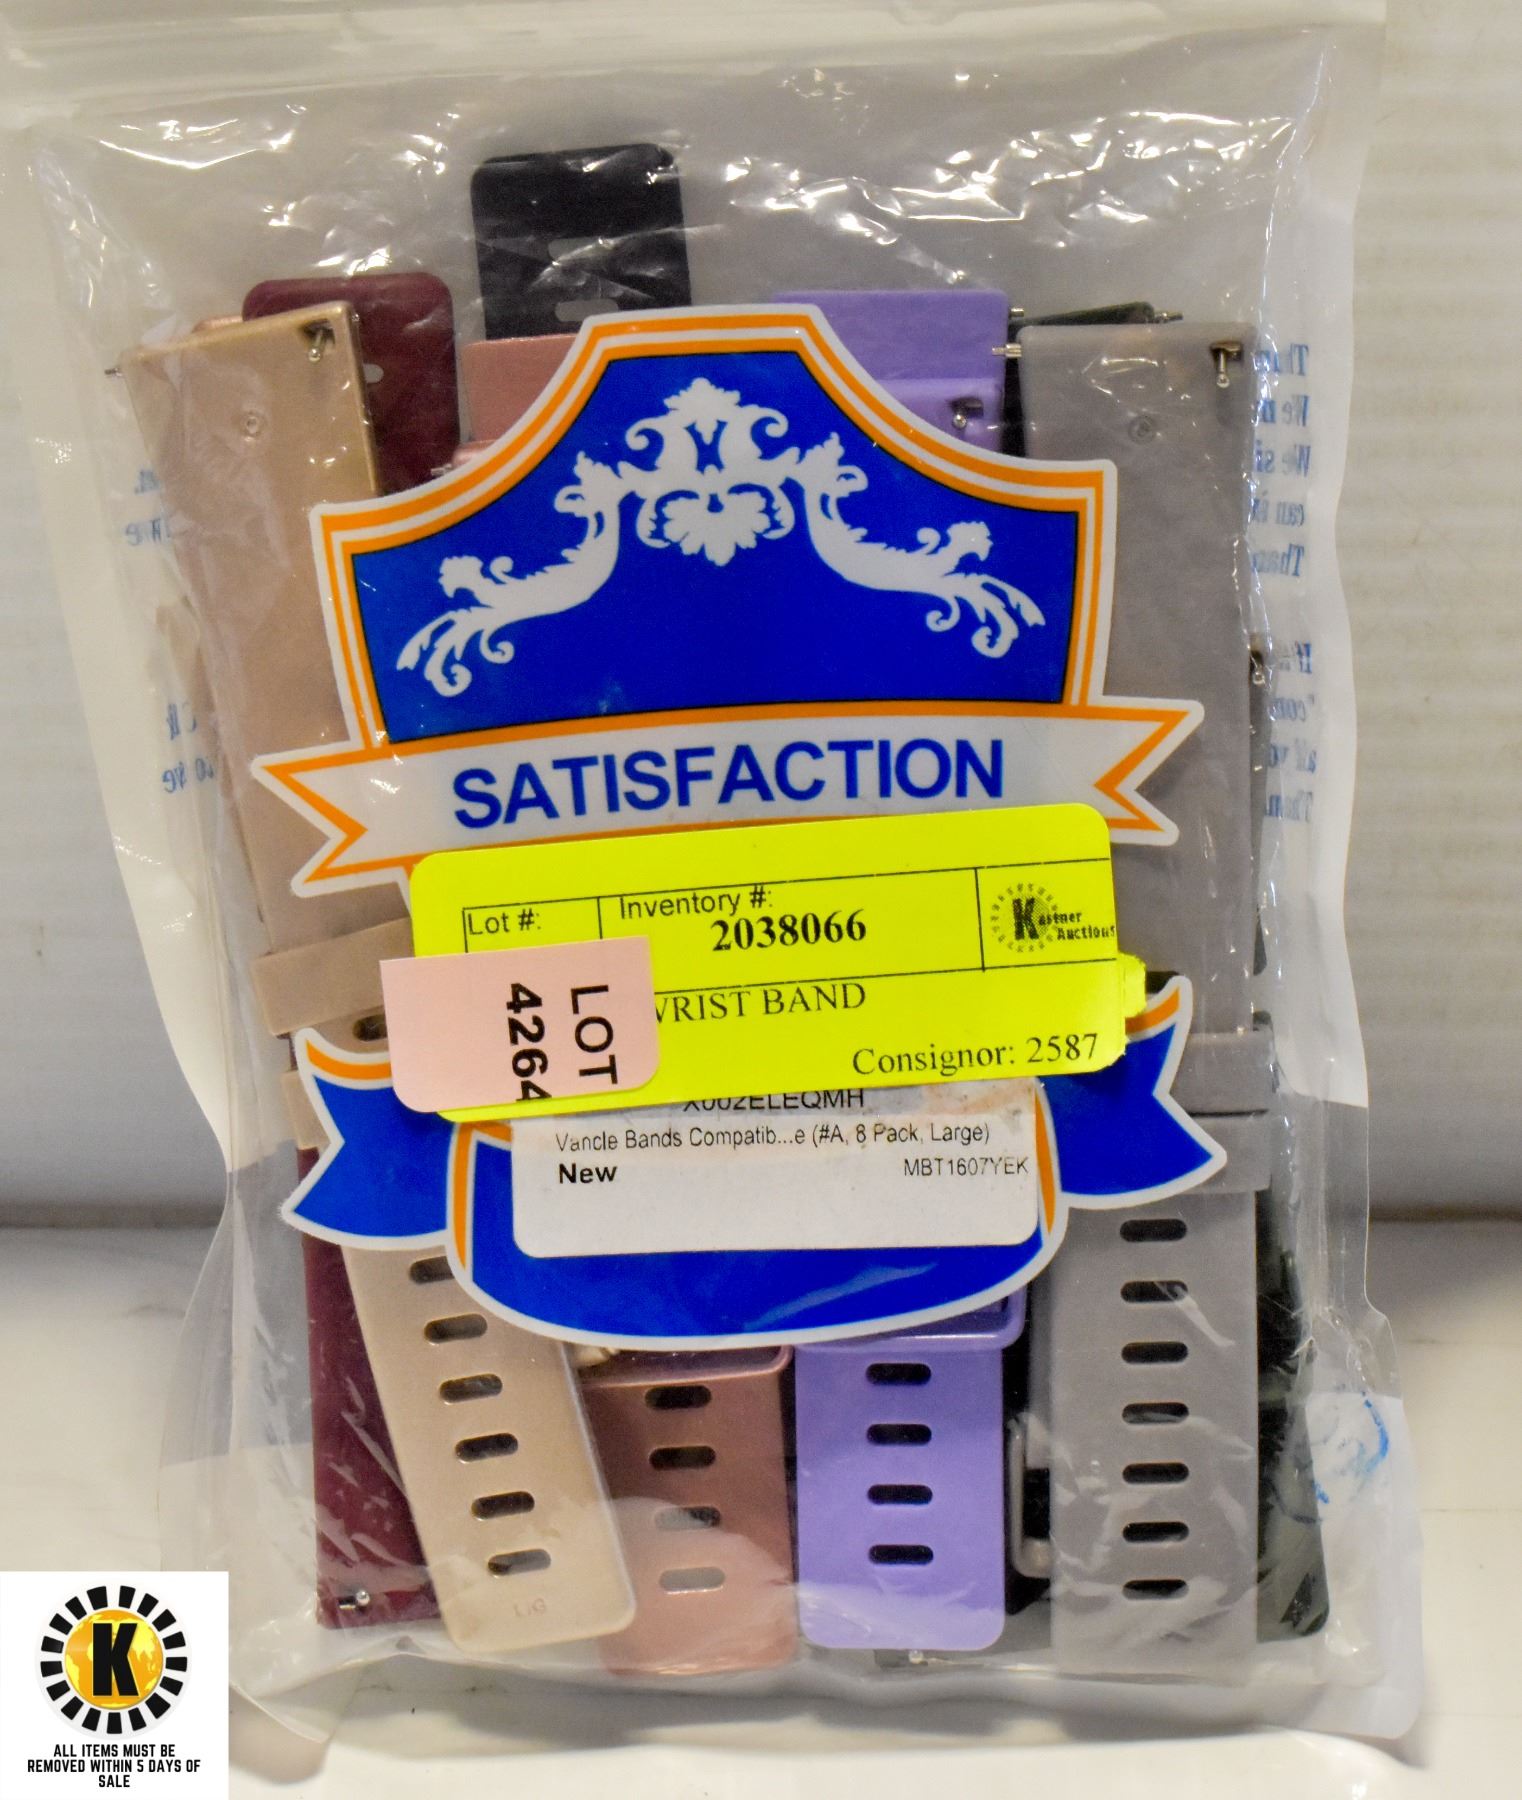 SATISFACTION
Lot #:
Inventory #:
2038066
Kastner
Auctions
LOT
4264
WRIST BAND
Consignor: 2587
X002ELEQMH
Vancle Bands Compatib...e (#A, 8 Pack, Large)
New
MBT1607YEK
K
ALL ITEMS MUST BE
REMOVED WITHIN 5 DAYS OF
SALE